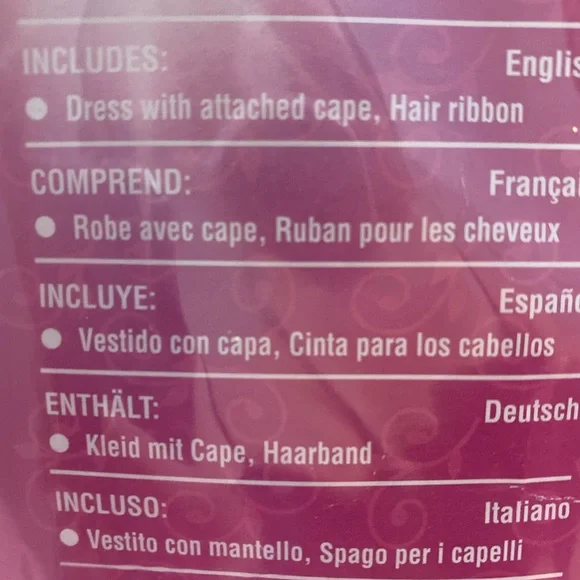 INCLUDES: Englis
● Dress with attached cape, Hair ribbon
COMPREND: Françai
● Robe avec cape, Ruban pour les cheveux
INCLUYE: Españo
● Vestido con capa, Cinta para los cabellos
ENTHÄLT: Deutsch
● Kleid mit Cape, Haarband
INCLUSO: Italiano
● Vestito con mantello, Spago per i capelli